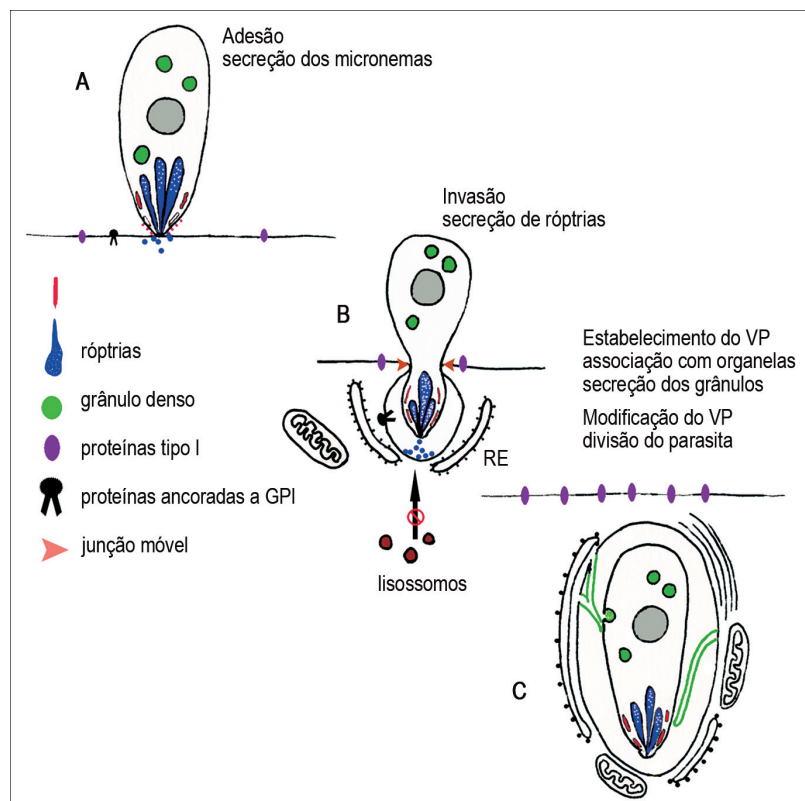 A
Adesão
secreção dos micronemas
róptrias
grânulo denso
proteínas tipo I
proteínas ancoradas a GPI
junção móvel
B
Invasão
secreção de róptrias
RE
lisossomos
Estabelecimento do VP
associação com organelas
secreção dos grânulos
Modificação do VP
divisão do parasita
C